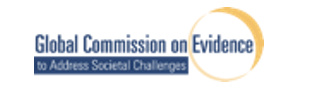 Global Commission on Evidence
to Address Societal Challenges